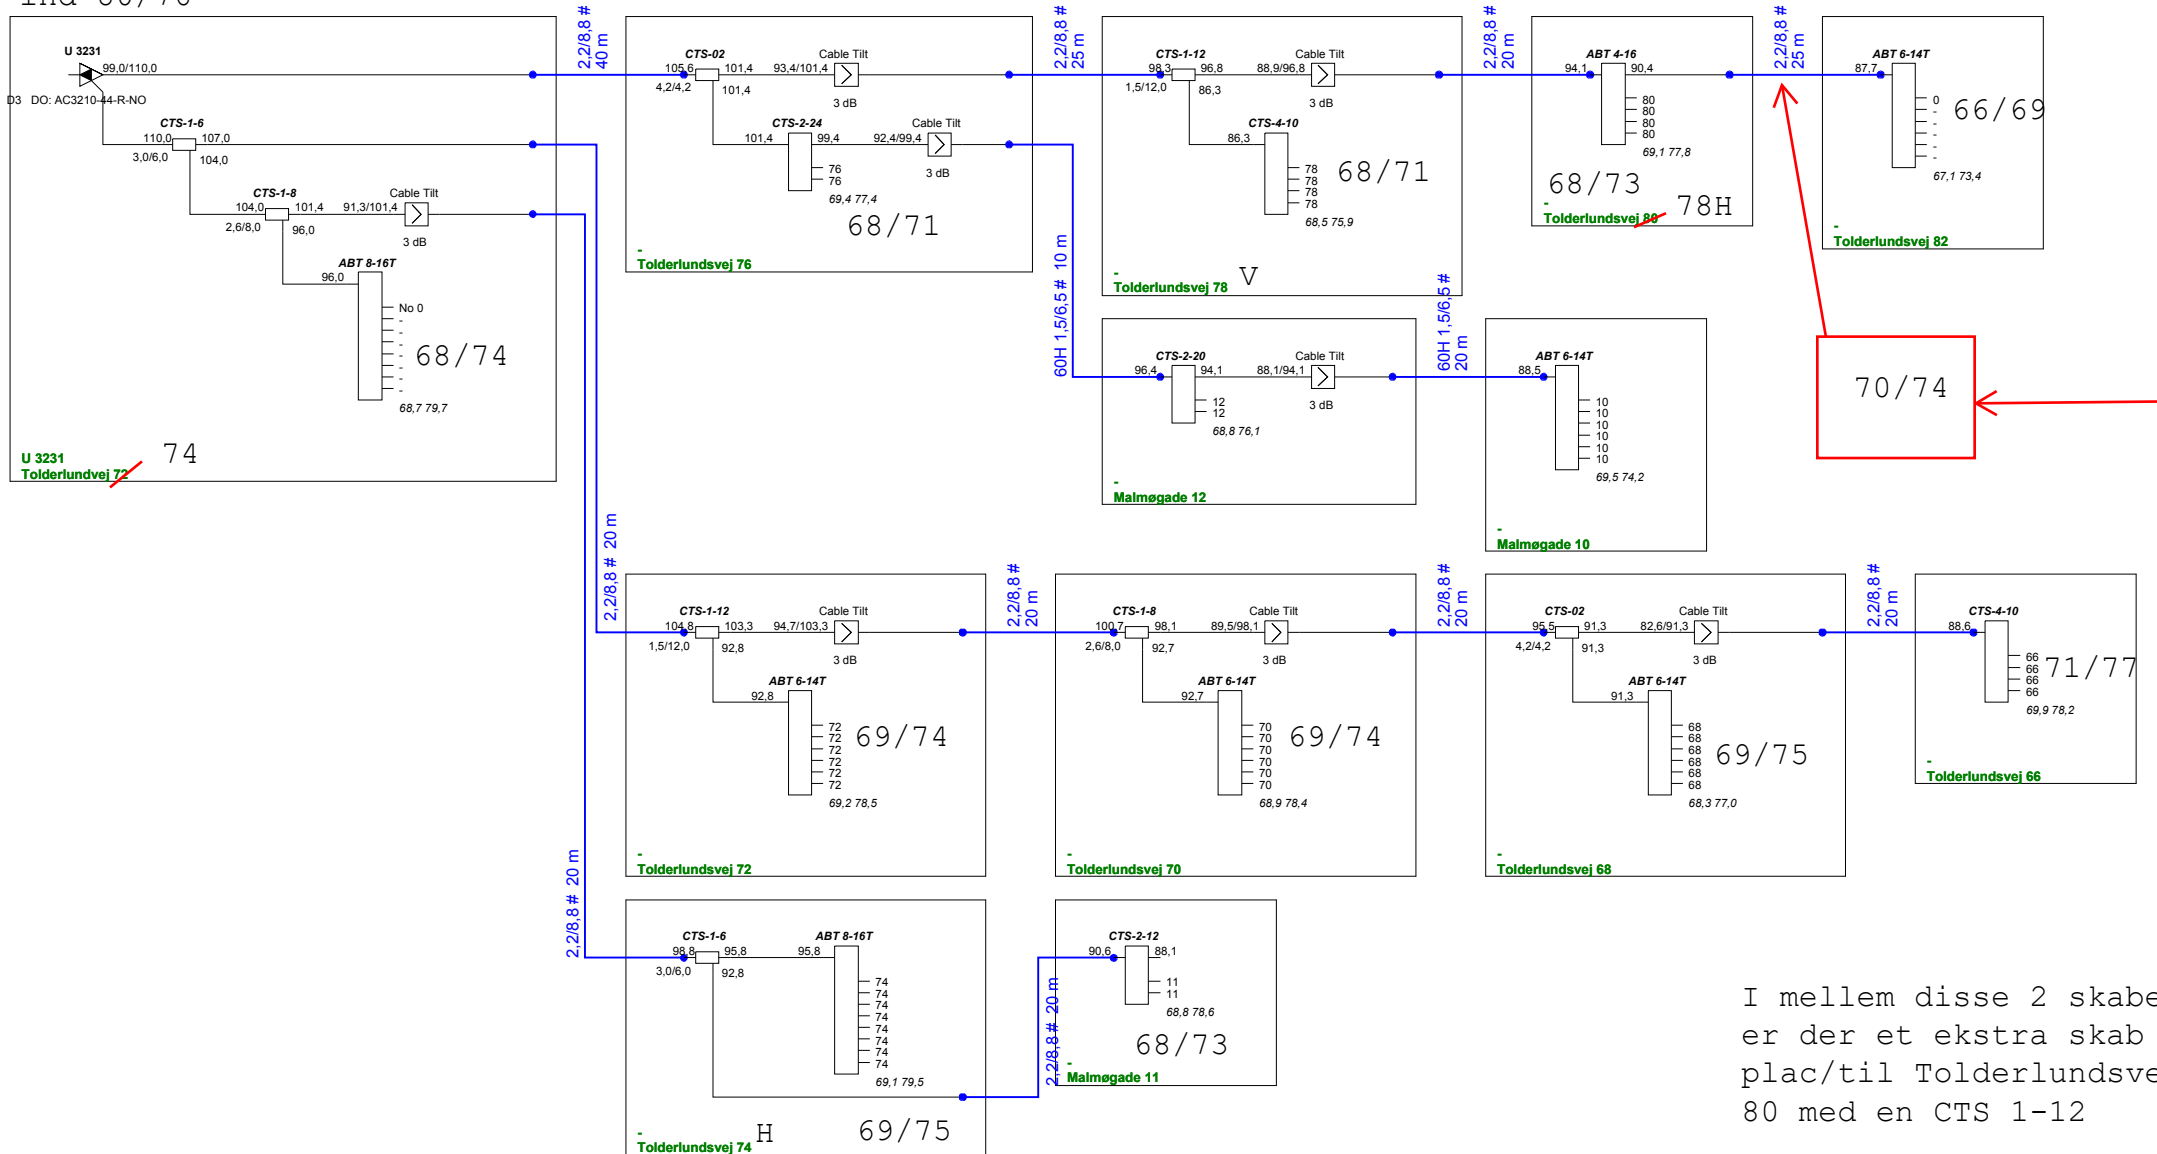 U 3231
99,0/110,0
D3 DO: AC3210-44-R-NO
CTS-1-6
110,0 107,0
3,0/6,0 104,0
CTS-1-8
Cable Tilt
104,0 101,4 91,3/101,4
2,6/8,0 96,0
3 dB
ABT 8-16T
96,0
No 0
-
-
-
-
-
-
-
68/74
68,7 79,7
74
U 3231
Tolderlundvej 72
2,2/8,8 #
40 m
CTS-02
Cable Tilt
105,6 101,4 93,4/101,4
4,2/4,2 101,4
3 dB
CTS-2-24
Cable Tilt
101,4 99,4 92,4/99,4
3 dB
76
76
69,4 77,4
68/71
-
Tolderlundsvej 76
2,2/8,8 #
25 m
CTS-1-12
Cable Tilt
98,3 96,8 88,9/96,8
1,5/12,0 86,3
3 dB
CTS-4-10
86,3
78
78
78
78
68/71
68,5 75,9
-
Tolderlundsvej 78
V
2,2/8,8 #
20 m
ABT 4-16
94,1 90,4
80
80
80
80
69,1 77,8
68/73
-
Tolderlundsvej 80
78H
2,2/8,8 #
25 m
ABT 6-14T
87,7
0
-
-
-
-
-
66/69
67,1 73,4
-
Tolderlundsvej 82
60H 1,5/6,5 # 10 m
CTS-2-20
Cable Tilt
96,4 94,1 88,1/94,1
3 dB
12
12
68,8 76,1
-
Malmøgade 12
60H 1,5/6,5 #
20 m
ABT 6-14T
88,5
10
10
10
10
10
10
69,5 74,2
-
Malmøgade 10
70/74
2,2/8,8 # 20 m
CTS-1-12
Cable Tilt
104,8 103,3 94,7/103,3
1,5/12,0 92,8
3 dB
ABT 6-14T
92,8
72
72
72
72
72
72
69/74
69,2 78,5
-
Tolderlundsvej 72
2,2/8,8 #
20 m
CTS-1-8
Cable Tilt
100,7 98,1 89,5/98,1
2,6/8,0 92,7
3 dB
ABT 6-14T
92,7
70
70
70
70
70
70
69/74
68,9 78,4
-
Tolderlundsvej 70
2,2/8,8 #
20 m
CTS-02
Cable Tilt
95,5 91,3 82,6/91,3
4,2/4,2 91,3
3 dB
ABT 6-14T
91,3
68
68
68
68
68
68
69/75
68,3 77,0
-
Tolderlundsvej 68
2,2/8,8 #
20 m
CTS-4-10
88,6
66
66
66
66
71/77
69,9 78,2
-
Tolderlundsvej 66
2,2/8,8 # 20 m
CTS-1-6
ABT 8-16T
98,8 95,8 95,8
3,0/6,0 92,8
74
74
74
74
74
74
74
74
69,1 79,5
69/75
-
Tolderlundsvej 74
H
2,2/8,8 # 20 m
CTS-2-12
90,6 88,1
11
11
68,8 78,6
68/73
-
Malmøgade 11
I mellem disse 2 skabe
er der et ekstra skab
plac/til Tolderlundsve
80 med en CTS 1-12